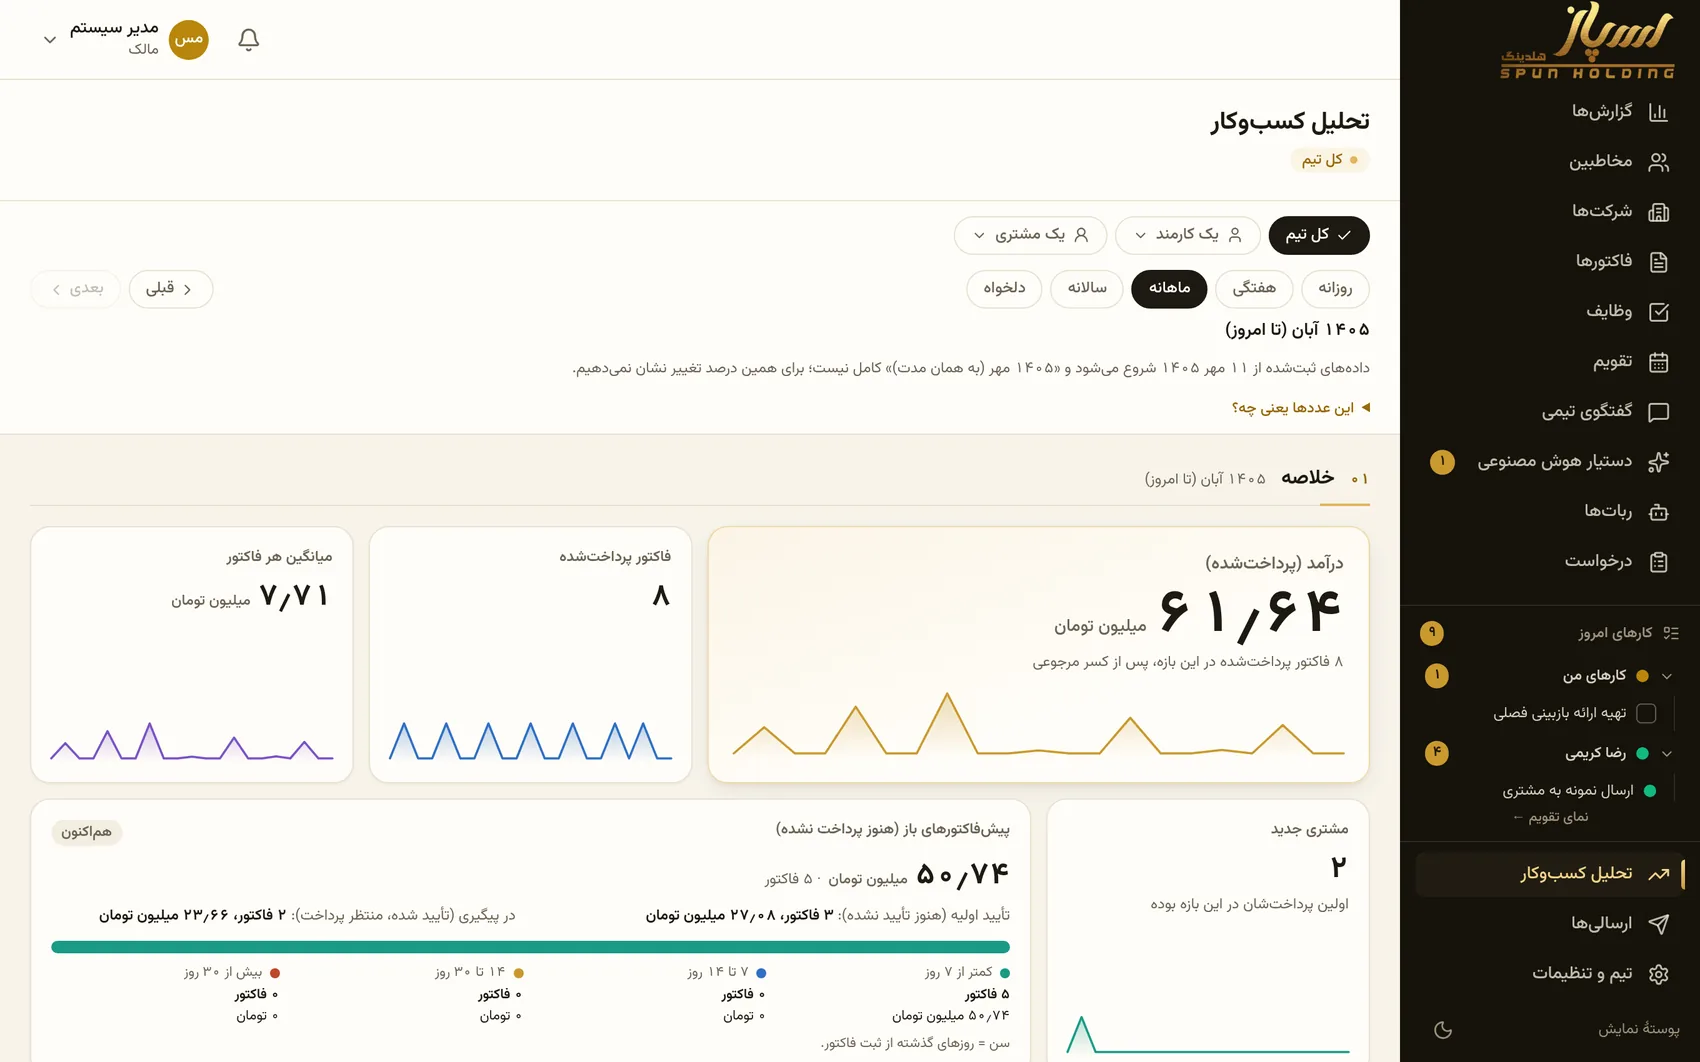 اسپاز
هلدینگ
SPUN HOLDING
گزارش‌ها
مخاطبین
شرکت‌ها
فاکتورها
وظایف
تقویم
گفتگوی تیمی
دستیار هوش مصنوعی ۱
ربات‌ها
درخواست
کارهای امروز ۹
کارهای من ۱
تهیه ارائه بازبینی فصلی
رضا کریمی ۴
ارسال نمونه به مشتری
نمای تقویم ←
تحلیل کسب‌وکار
ارسالی‌ها
تیم و تنظیمات
پوستهٔ نمایش
مس
مدیر سیستم
مالک
تحلیل کسب‌وکار
کل تیم
کل تیم یک کارمند یک مشتری
روزانه هفتگی ماهانه سالانه دلخواه قبلی بعدی
۱۴۰۵ آبان (تا امروز)
داده‌های ثبت‌شده از ۱۱ مهر ۱۴۰۵ شروع می‌شود و «۱۴۰۵ مهر (به همان مدت)» کامل نیست؛ برای همین درصد تغییر نشان نمی‌دهیم.
این عددها یعنی چه؟
۰۱ خلاصه ۱۴۰۵ آبان (تا امروز)
درآمد (پرداخت‌شده)
۶۱٫۶۴ میلیون تومان
۸ فاکتور پرداخت‌شده در این بازه، پس از کسر مرجوعی
فاکتور پرداخت‌شده
۸
میانگین هر فاکتور
۷٫۷۱ میلیون تومان
مشتری جدید
۲
اولین پرداخت‌شان در این بازه بوده
پیش‌فاکتورهای باز (هنوز پرداخت نشده) هم‌اکنون
۵۰٫۷۴ میلیون تومان · ۵ فاکتور
تأیید اولیه (هنوز تأیید نشده): ۳ فاکتور، ۲۷٫۰۸ میلیون تومان در پیگیری (تأیید شده، منتظر پرداخت): ۲ فاکتور، ۲۳٫۶۶ میلیون تومان
کمتر از ۷ روز ۷ تا ۱۴ روز ۱۴ تا ۳۰ روز بیش از ۳۰ روز
۵ فاکتور ۰ فاکتور ۰ فاکتور ۰ فاکتور
۵۰٫۷۴ میلیون تومان ۰ تومان ۰ تومان ۰ تومان
سن = روزهای گذشته از ثبت فاکتور.